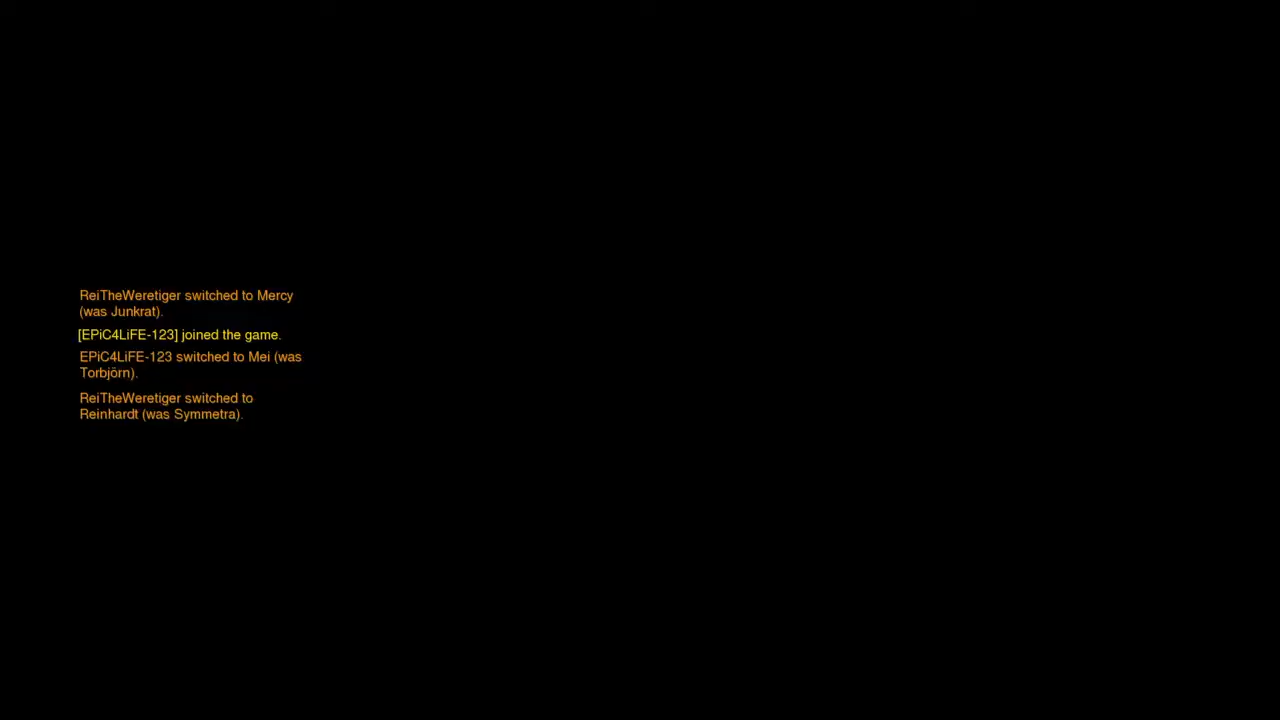 ReiTheWeretiger switched to Mercy
(was Junkrat).
[EPiC4LiFE-123] joined the game.
EPiC4LiFE-123 switched to Mei (was
Torbjörn).
ReiTheWeretiger switched to
Reinhardt (was Symmetra).